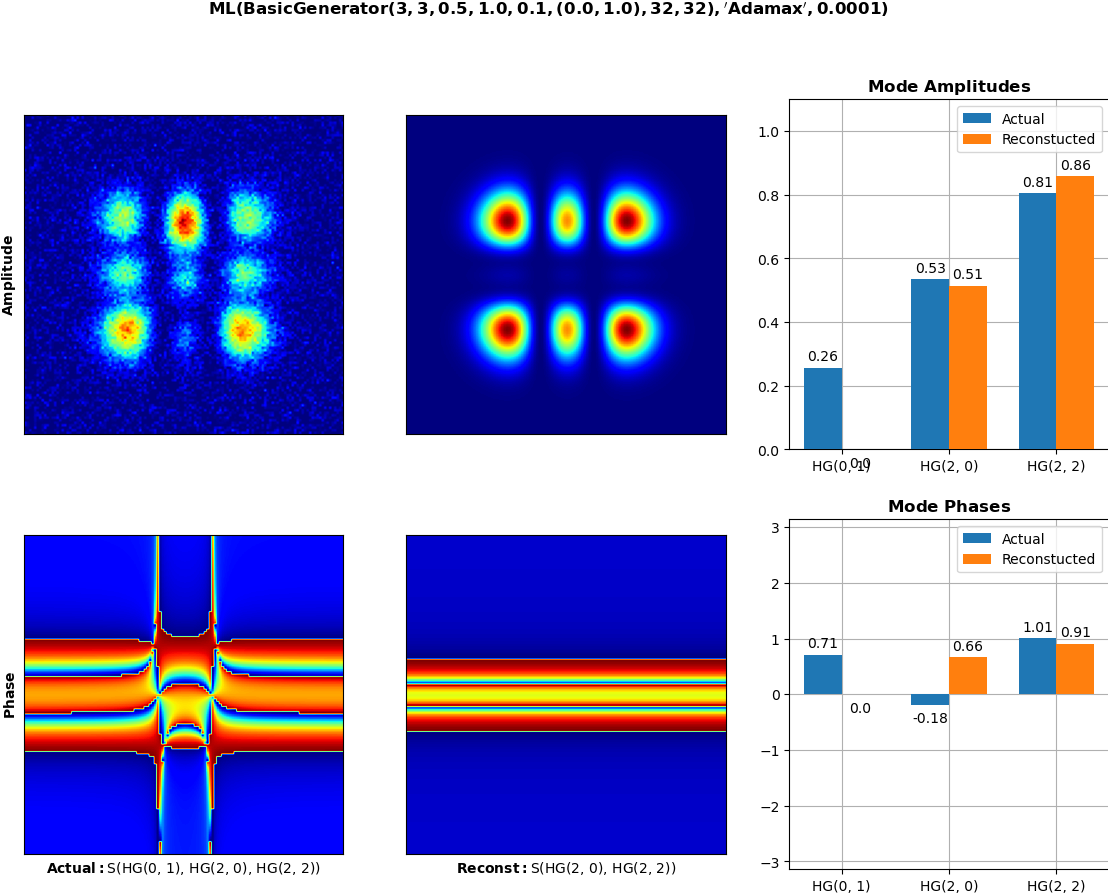 ML(BasicGenerator(3, 3, 0.5, 1.0, 0.1, (0.0, 1.0), 32, 32), 'Adamax', 0.0001)
Amplitude
Mode Amplitudes
Actual
Reconstucted
1.0
0.8
0.6
0.4
0.2
0.0
0.26
0.0
0.53
0.51
0.81
0.86
HG(0, 1)
HG(2, 0)
HG(2, 2)
Phase
Actual: S(HG(0, 1), HG(2, 0), HG(2, 2))
Reconst: S(HG(2, 0), HG(2, 2))
Mode Phases
Actual
Reconstucted
3
2
1
0
−1
−2
−3
0.71
0.0
-0.18
0.66
1.01
0.91
HG(0, 1)
HG(2, 0)
HG(2, 2)